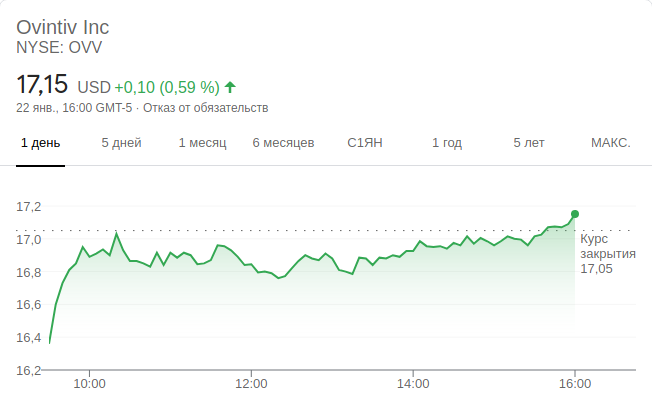 Ovintiv Inc
NYSE: OVV
17,15 USD +0,10 (0,59 %)
22 янв., 16:00 GMT-5 · Отказ от обязательств
1 день 5 дней 1 месяц 6 месяцев С1ЯН 1 год 5 лет МАКС.
17,2
17,0
16,8
16,6
16,4
16,2
Курс
закрытия
17,05
10:00 12:00 14:00 16:00